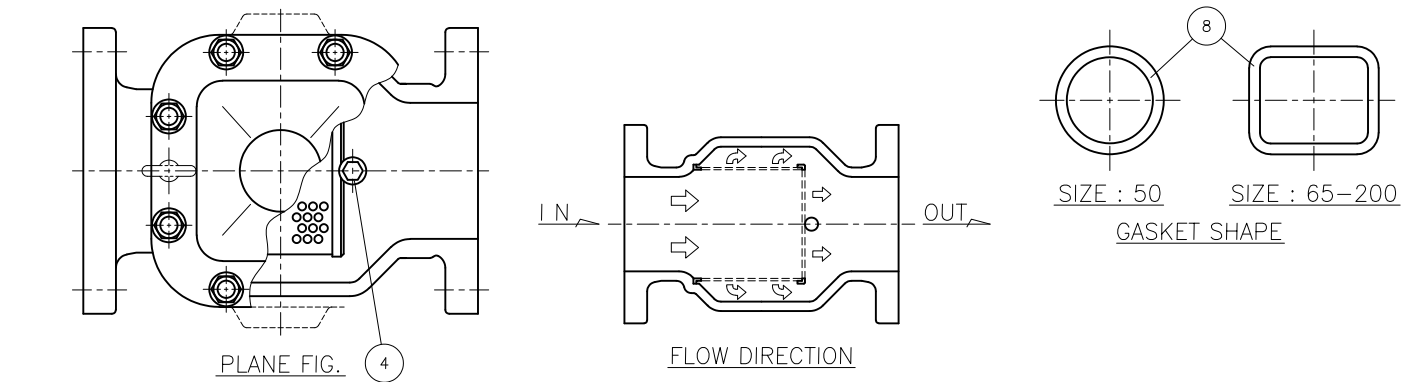 PLANE FIG.
4
IN
OUT
FLOW DIRECTION
8
SIZE : 50
SIZE : 65-200
GASKET SHAPE